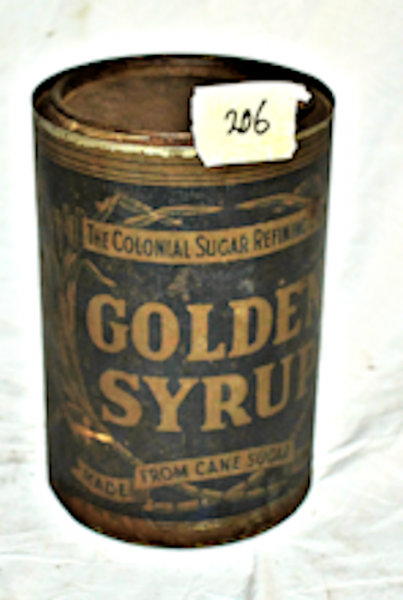 206
THE COLONIAL SUGAR REFINING
GOLDEN
SYRUP
MADE FROM CANE SUGAR